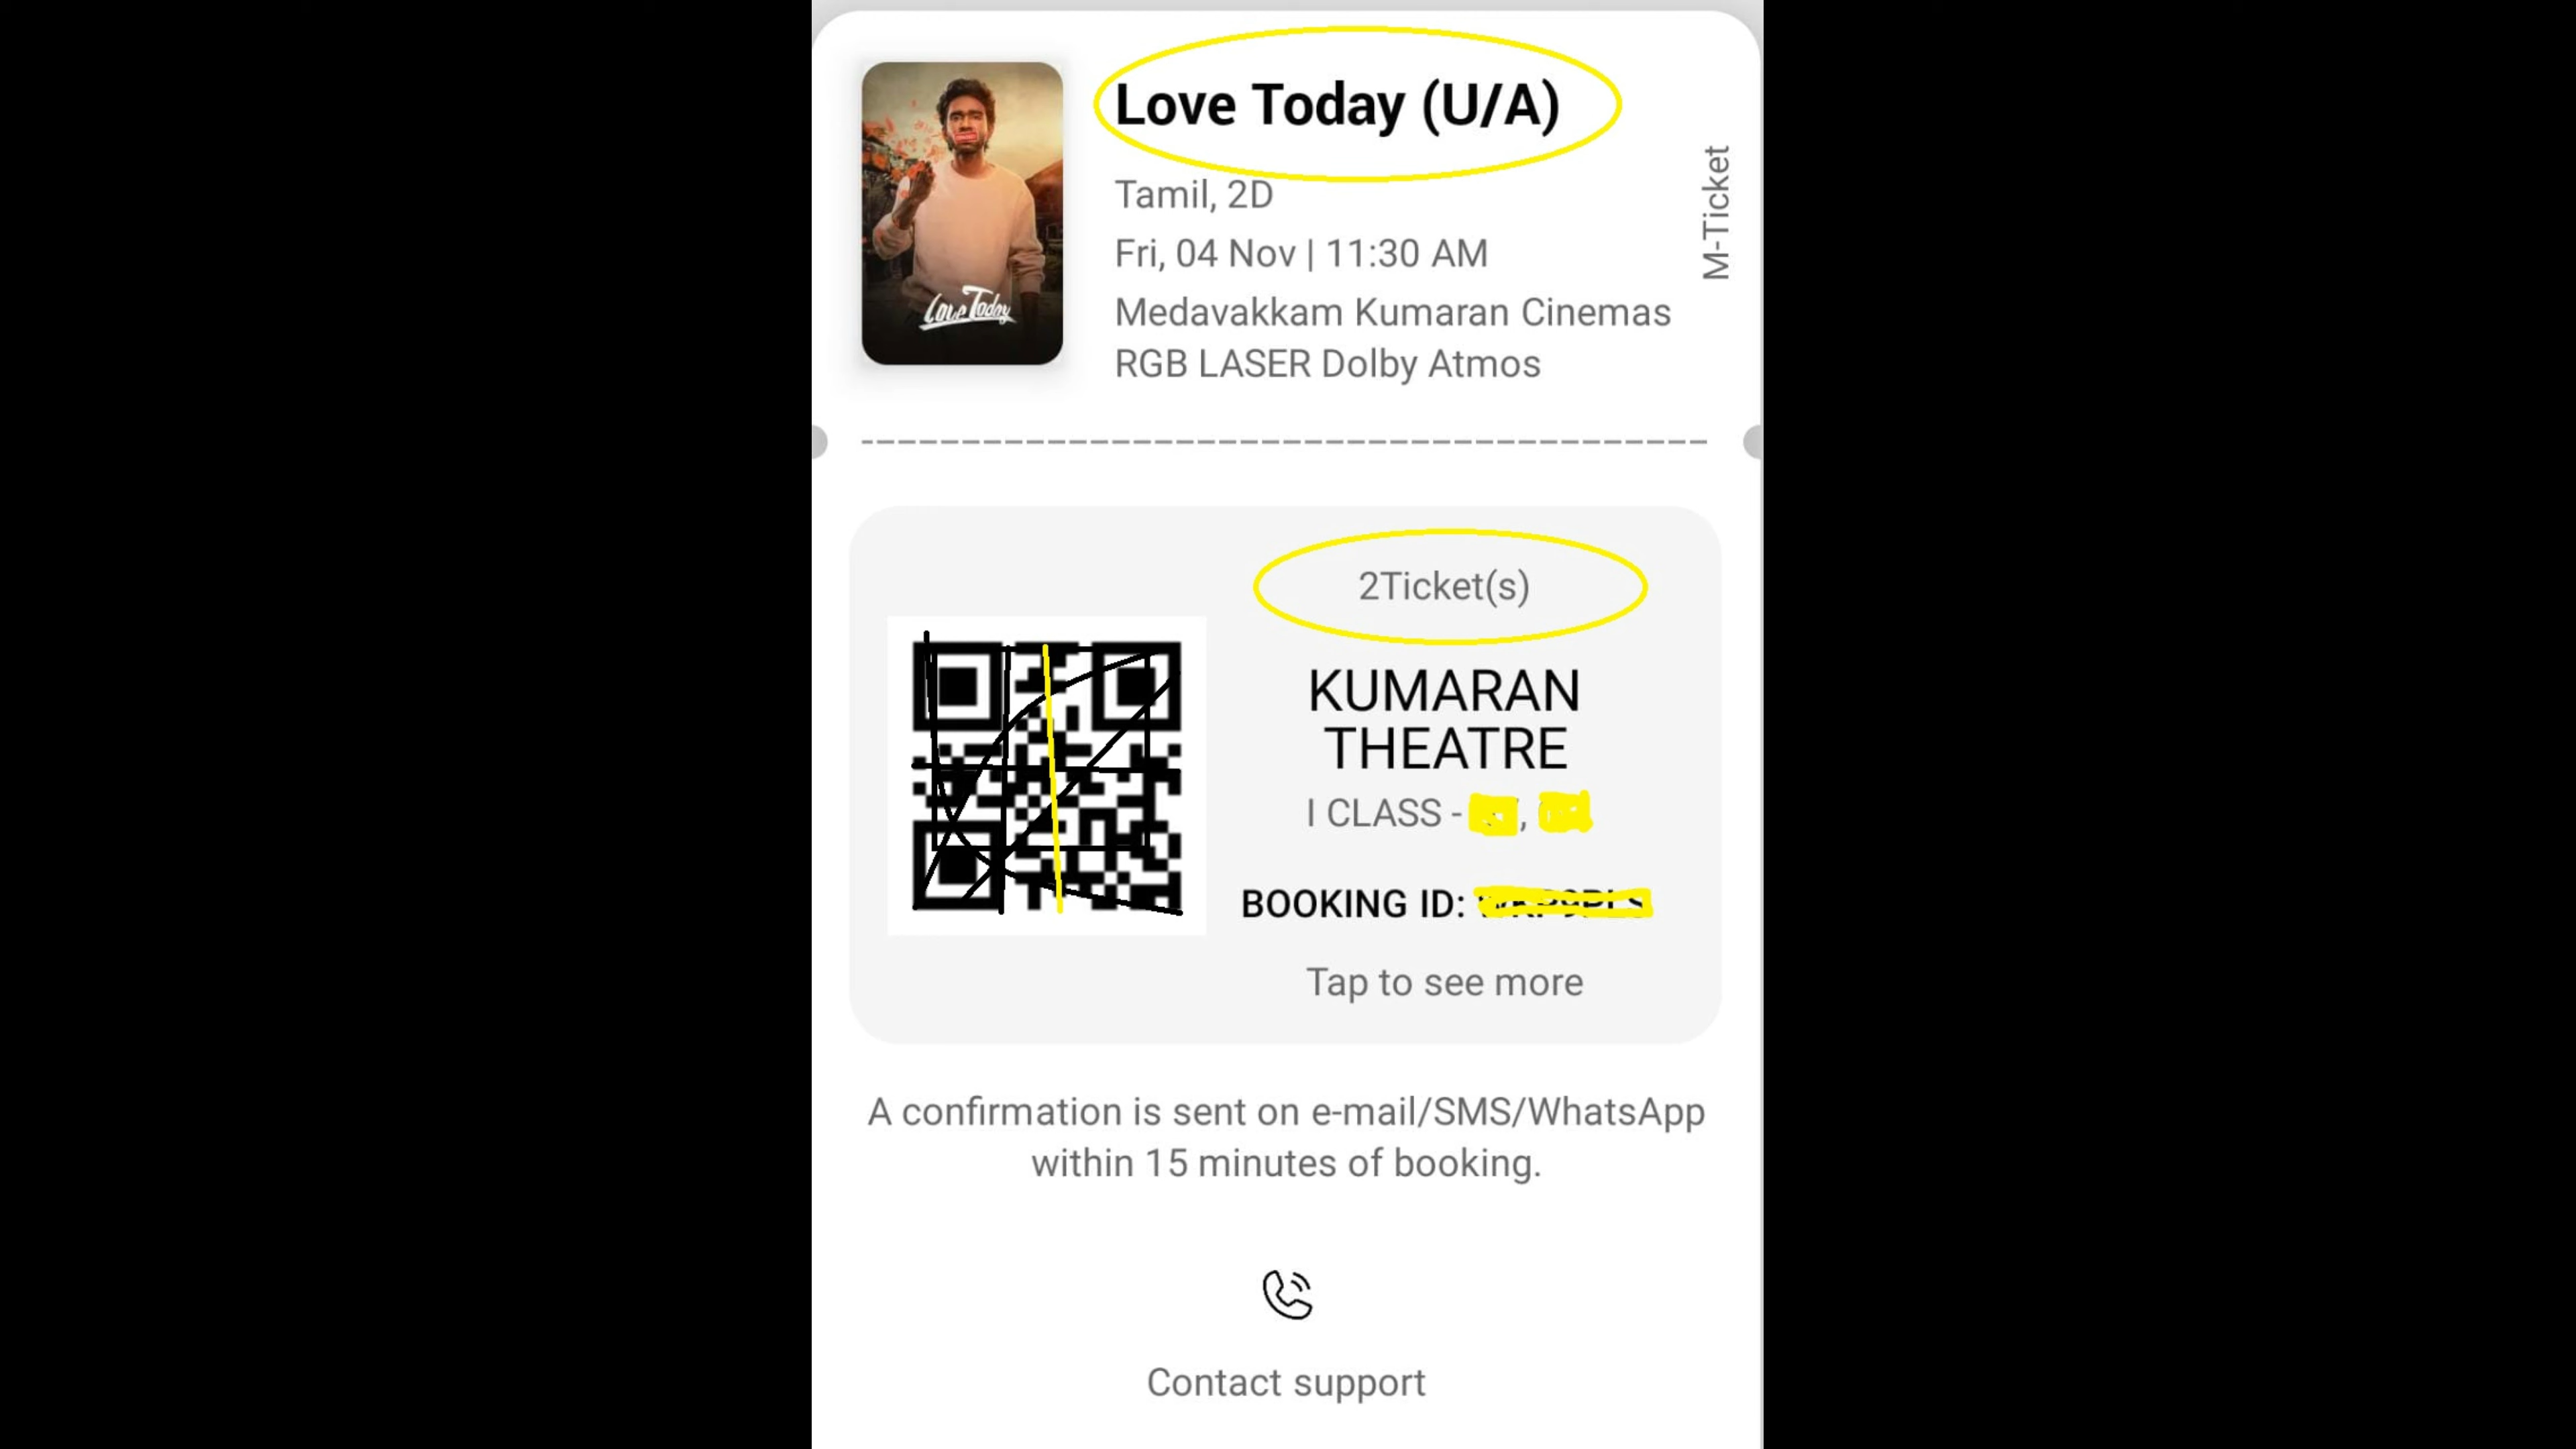 Love Today (U/A)
Tamil, 2D
Fri, 04 Nov | 11:30 AM
Medavakkam Kumaran Cinemas
RGB LASER Dolby Atmos
M-Ticket
Love Today
2Ticket(s)
KUMARAN
THEATRE
I CLASS - ,
BOOKING ID:
Tap to see more
A confirmation is sent on e-mail/SMS/WhatsApp
within 15 minutes of booking.
Contact support